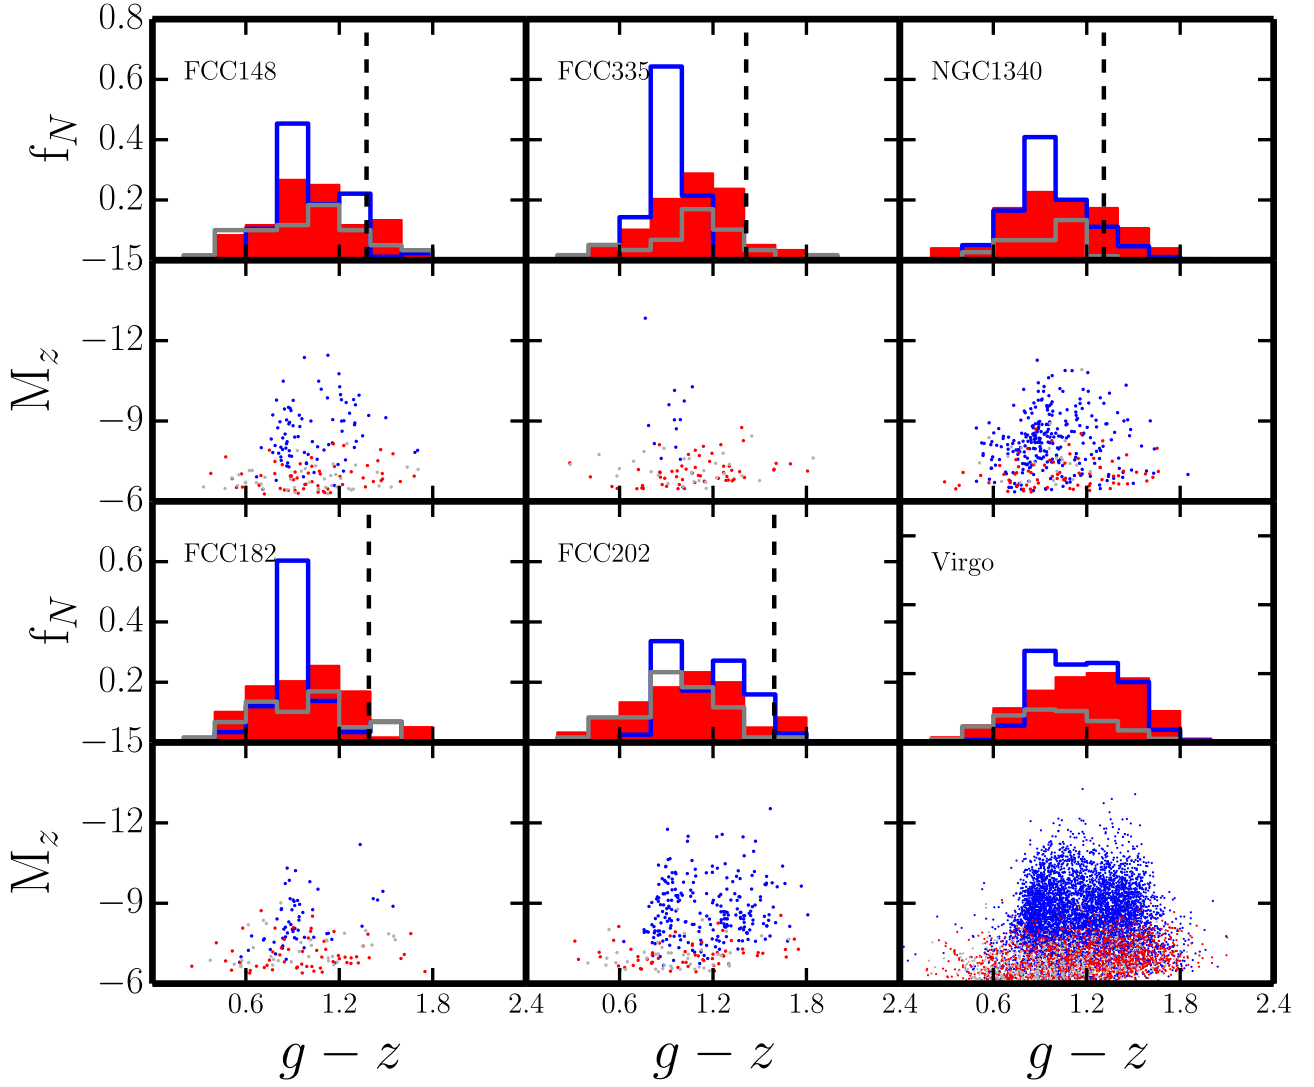 0.8
FCC148 FCC335 NGC1340
0.6
f_N
0.4
0.2
−15
−12
M_z
−9
−6
FCC182 FCC202 Virgo
0.6
f_N
0.4
0.2
−15
−12
M_z
−9
−6
0.6 1.2 1.8 2.4 0.6 1.2 1.8 2.4 0.6 1.2 1.8 2.4
g − z g − z g − z